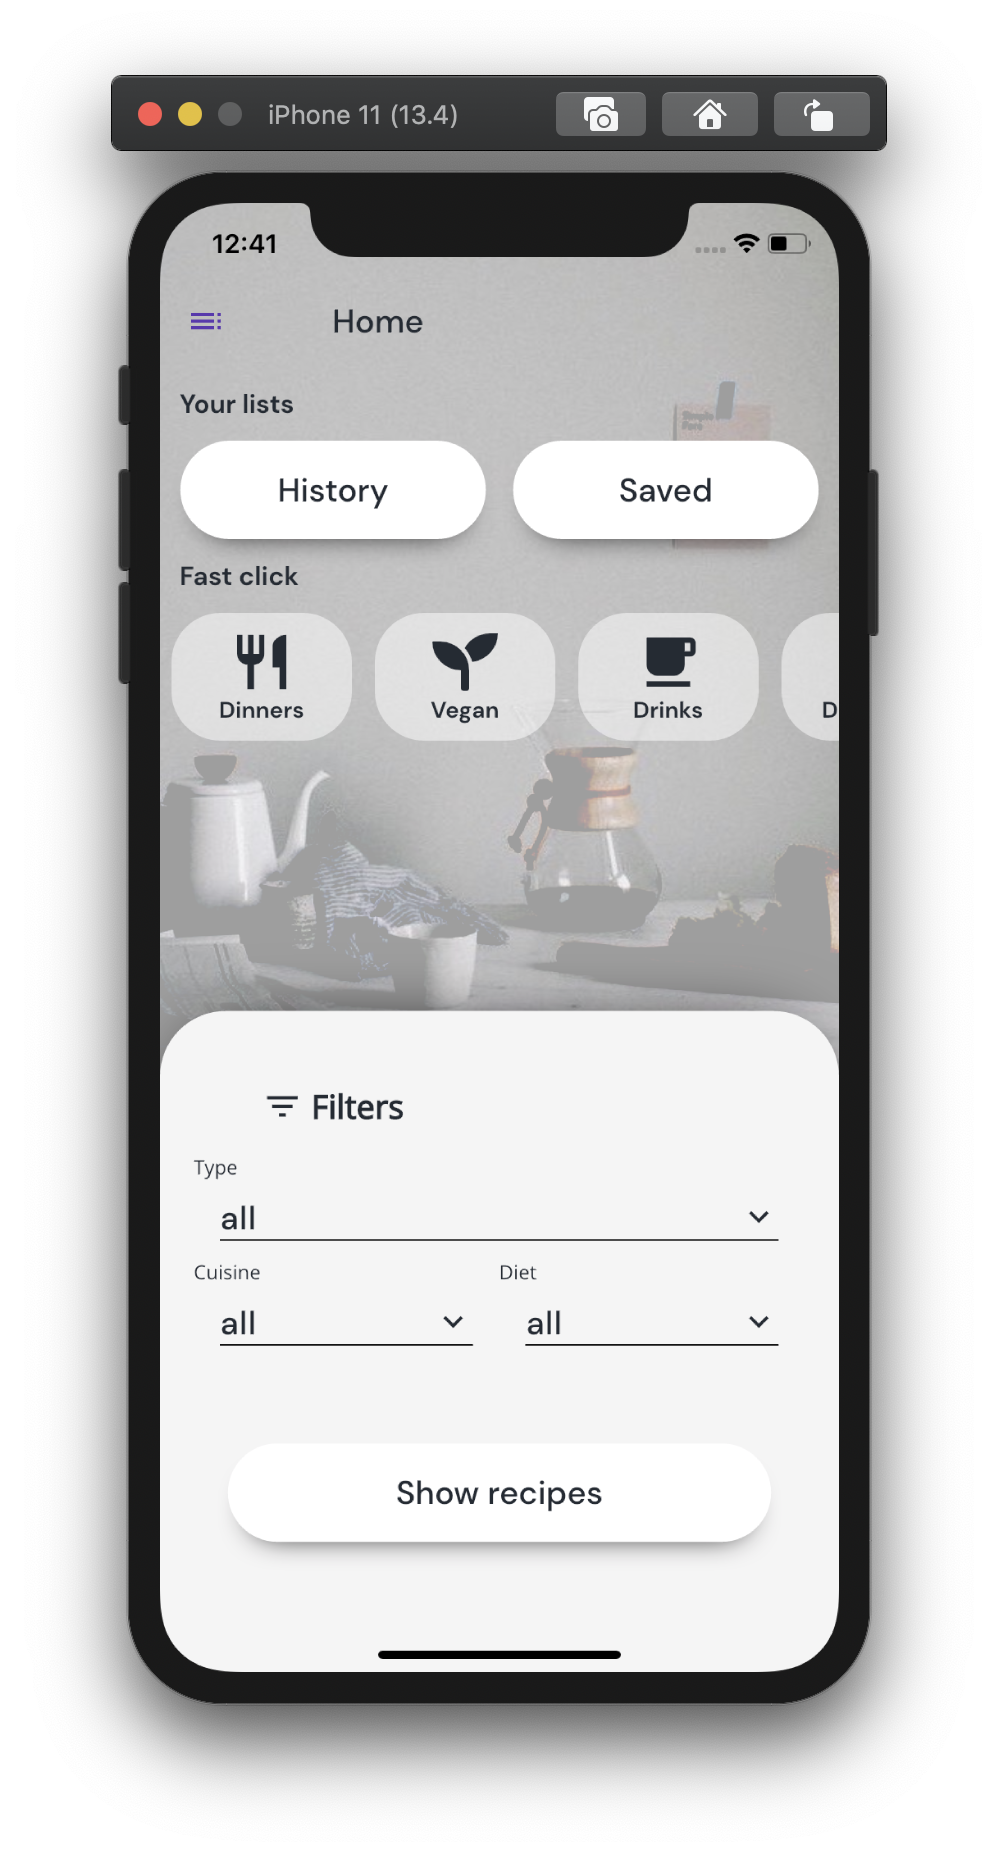 iPhone 11 (13.4)
12:41
Home
Your lists
Simple
History
Saved
Fast click
Dinners
Vegan
Drinks
D
Filters
Type
all
Cuisine
Diet
all
all
Show recipes